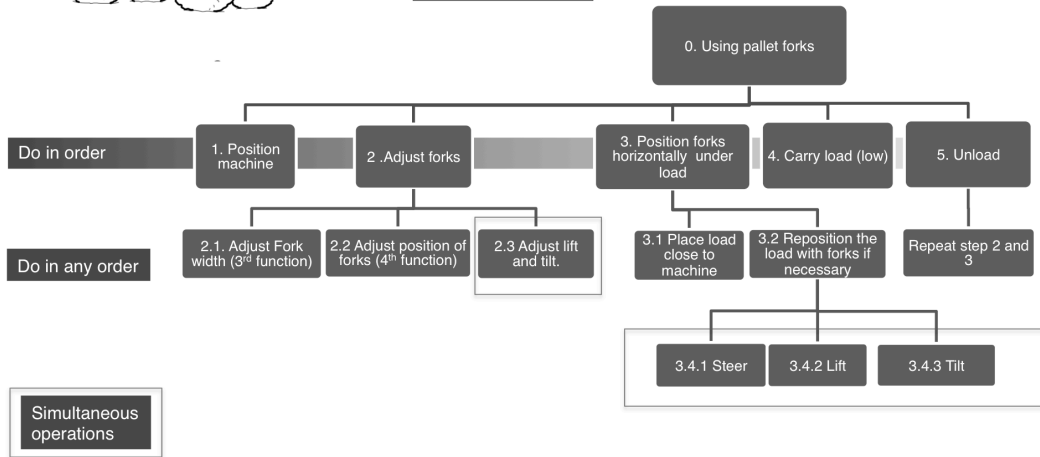 0. Using pallet forks
Do in order
1. Position
machine
2 .Adjust forks
3. Position forks
horizontally under
load
4. Carry load (low)
5. Unload
Do in any order
2.1. Adjust Fork
width (3rd function)
2.2 Adjust position of
forks (4th function)
2.3 Adjust lift
and tilt.
3.1 Place load
close to
machine
3.2 Reposition the
load with forks if
necessary
Repeat step 2 and
3
3.4.1 Steer
3.4.2 Lift
3.4.3 Tilt
Simultaneous
operations